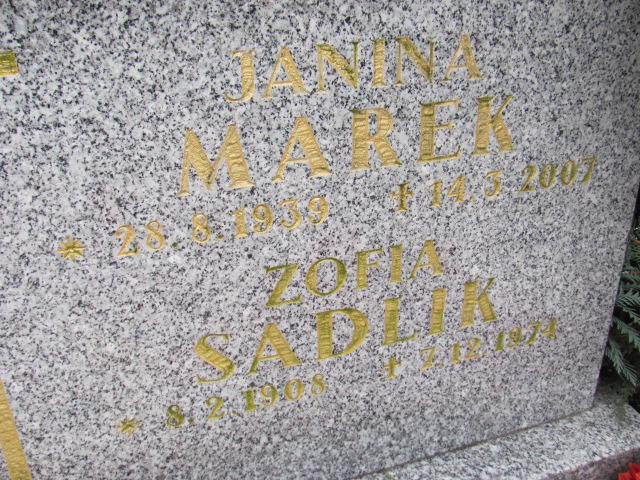 JANINA
MAREK
* 28.8.1939 ✝ 14.3.2007
ZOFIA
SADLIK
* 8.2.1908 ✝ 7.12.1974